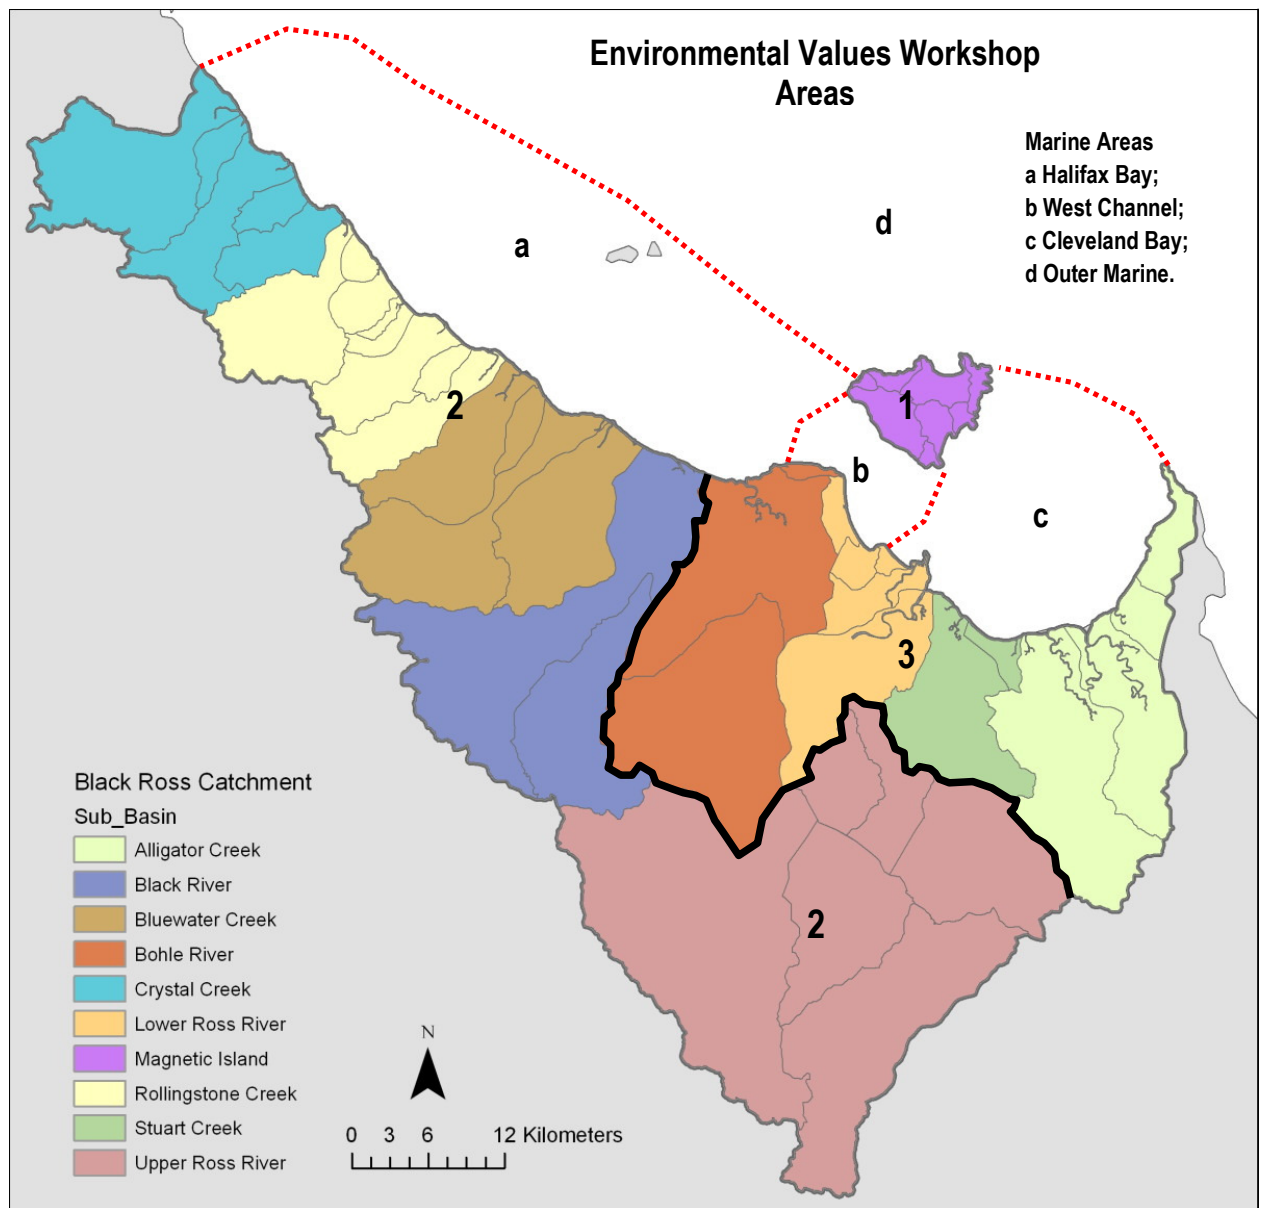 Environmental Values Workshop
Areas
Marine Areas
a Halifax Bay;
b West Channel;
c Cleveland Bay;
d Outer Marine.
d
a
1
2
b
c
3
2
Black Ross Catchment
Sub_Basin
Alligator Creek
Black River
Bluewater Creek
Bohle River
Crystal Creek
Lower Ross River
Magnetic Island
Rollingstone Creek
Stuart Creek
Upper Ross River
N
0 3 6 12 Kilometers